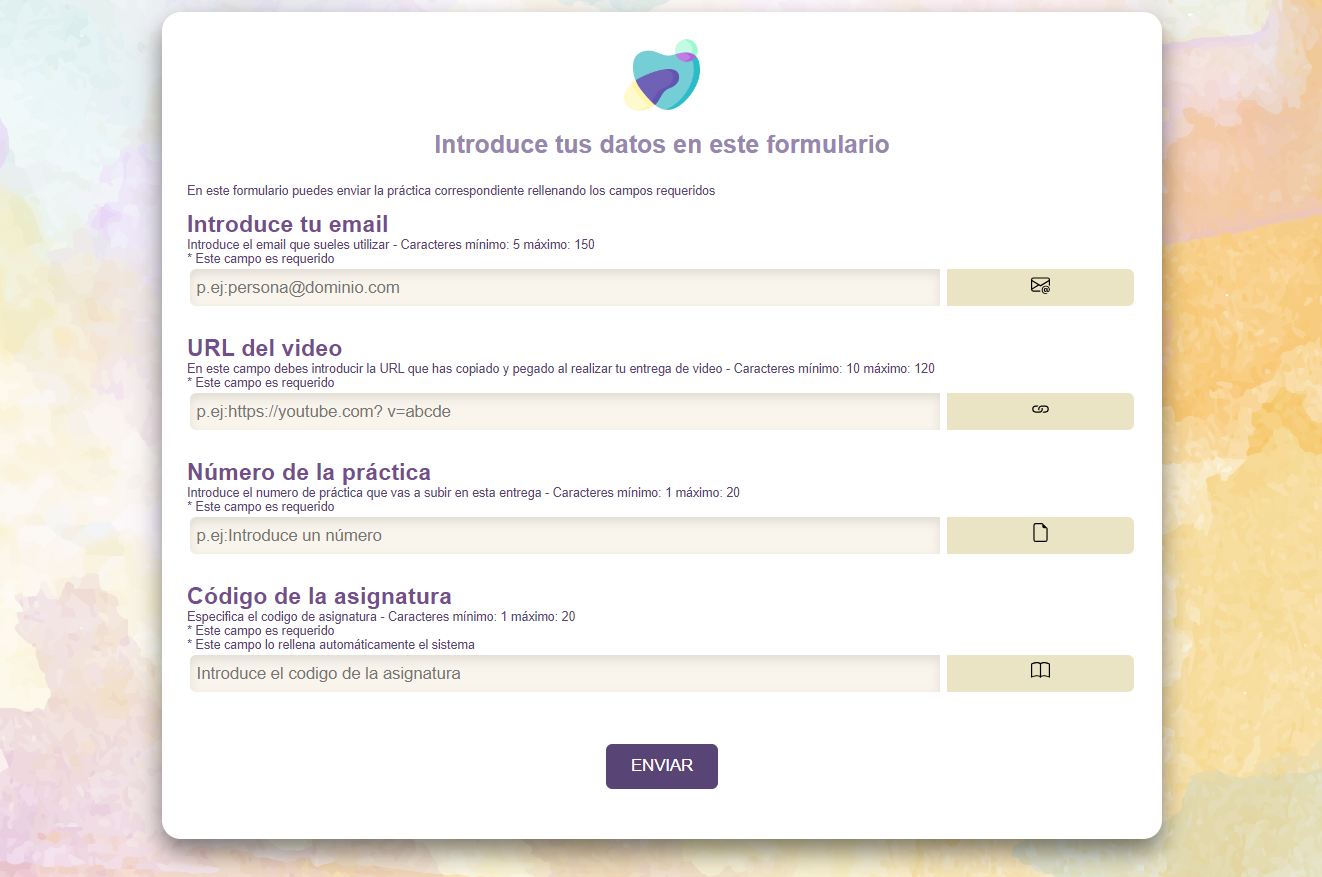 Introduce tus datos en este formulario
En este formulario puedes enviar la práctica correspondiente rellenando los campos requeridos
Introduce tu email
Introduce el email que sueles utilizar - Caracteres mínimo: 5 máximo: 150
* Este campo es requerido
p.ej:persona@dominio.com
URL del video
En este campo debes introducir la URL que has copiado y pegado al realizar tu entrega de video - Caracteres mínimo: 10 máximo: 120
* Este campo es requerido
p.ej:https://youtube.com? v=abcde
Número de la práctica
Introduce el numero de práctica que vas a subir en esta entrega - Caracteres mínimo: 1 máximo: 20
* Este campo es requerido
p.ej:Introduce un número
Código de la asignatura
Especifica el codigo de asignatura - Caracteres mínimo: 1 máximo: 20
* Este campo es requerido
* Este campo lo rellena automáticamente el sistema
Introduce el codigo de la asignatura
ENVIAR